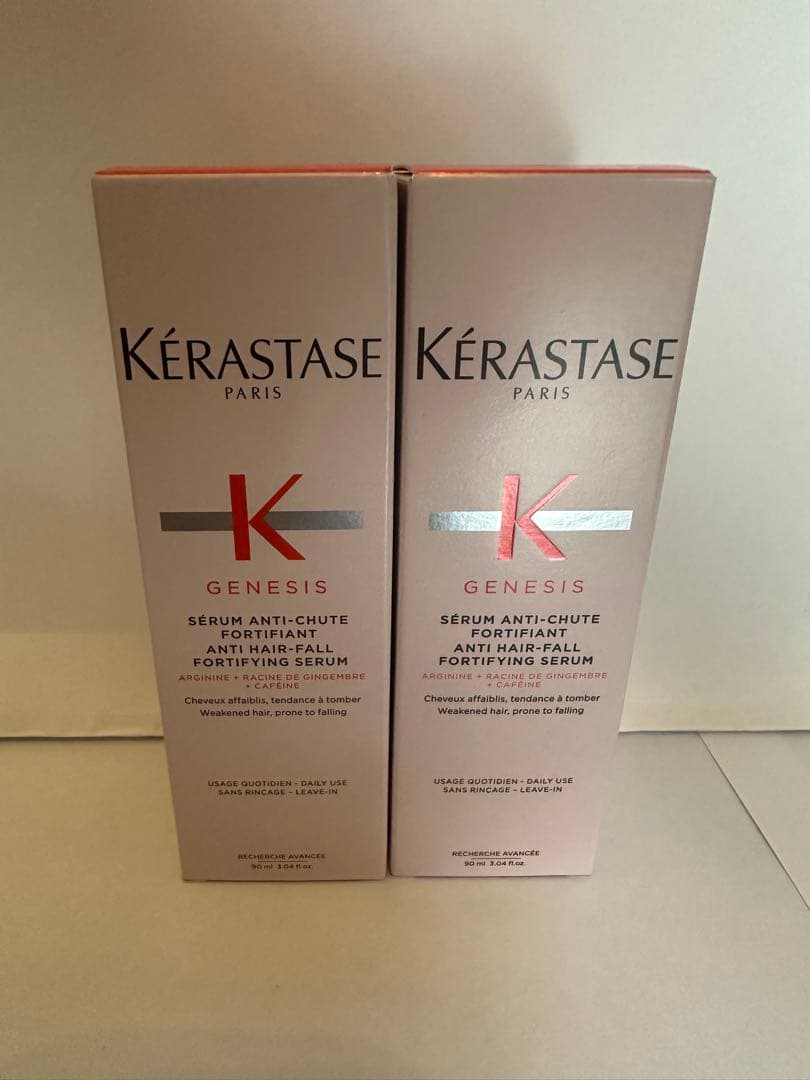 KÉRASTASE
PARIS
K
GENESIS
SÉRUM ANTI-CHUTE
FORTIFIANT
ANTI HAIR-FALL
FORTIFYING SERUM
ARGININE + RACINE DE GINGEMBRE
+ CAFÉINE
Cheveux affaiblis, tendance à tomber
Weakened hair, prone to falling
USAGE QUOTIDIEN - DAILY USE
SANS RINÇAGE - LEAVE-IN
RECHERCHE AVANCÉE
90 ml 3.04 fl.oz.
KÉRASTASE
PARIS
K
GENESIS
SÉRUM ANTI-CHUTE
FORTIFIANT
ANTI HAIR-FALL
FORTIFYING SERUM
ARGININE + RACINE DE GINGEMBRE
+ CAFÉINE
Cheveux affaiblis, tendance à tomber
Weakened hair, prone to falling
USAGE QUOTIDIEN - DAILY USE
SANS RINÇAGE - LEAVE-IN
RECHERCHE AVANCÉE
90 ml 3.04 fl.oz.